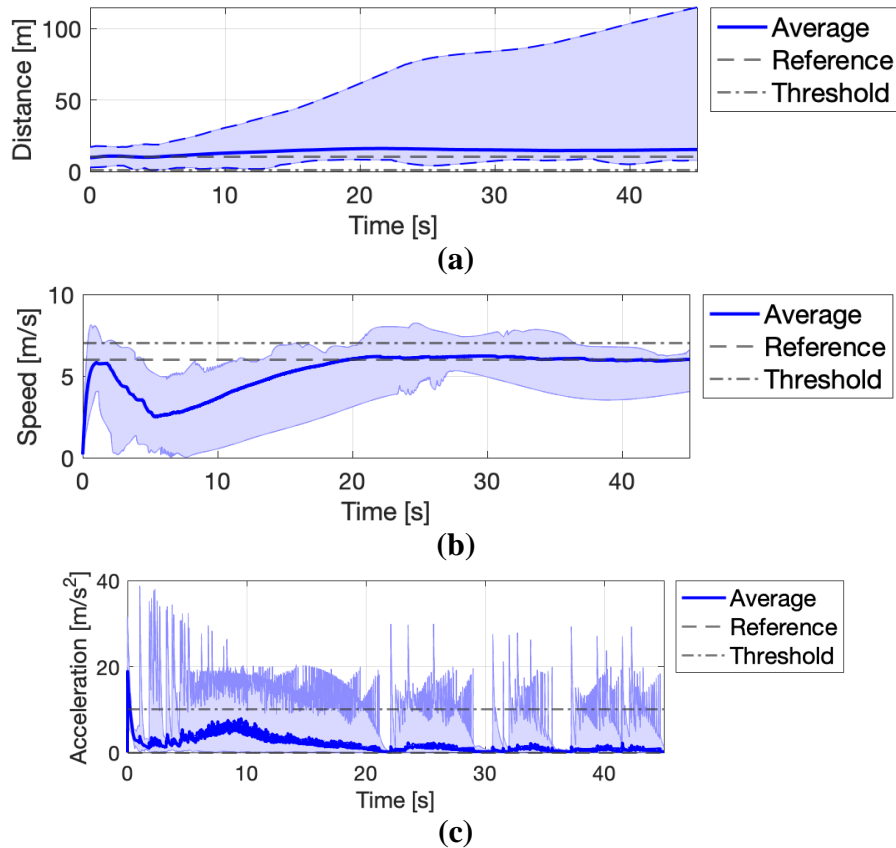 Distance [m]
100
50
0
0 10 20 30 40
Time [s]
Average
Reference
Threshold
(a)
Speed [m/s]
10
5
0
0 10 20 30 40
Time [s]
Average
Reference
Threshold
(b)
Acceleration [m/s²]
40
20
0
0 10 20 30 40
Time [s]
Average
Reference
Threshold
(c)